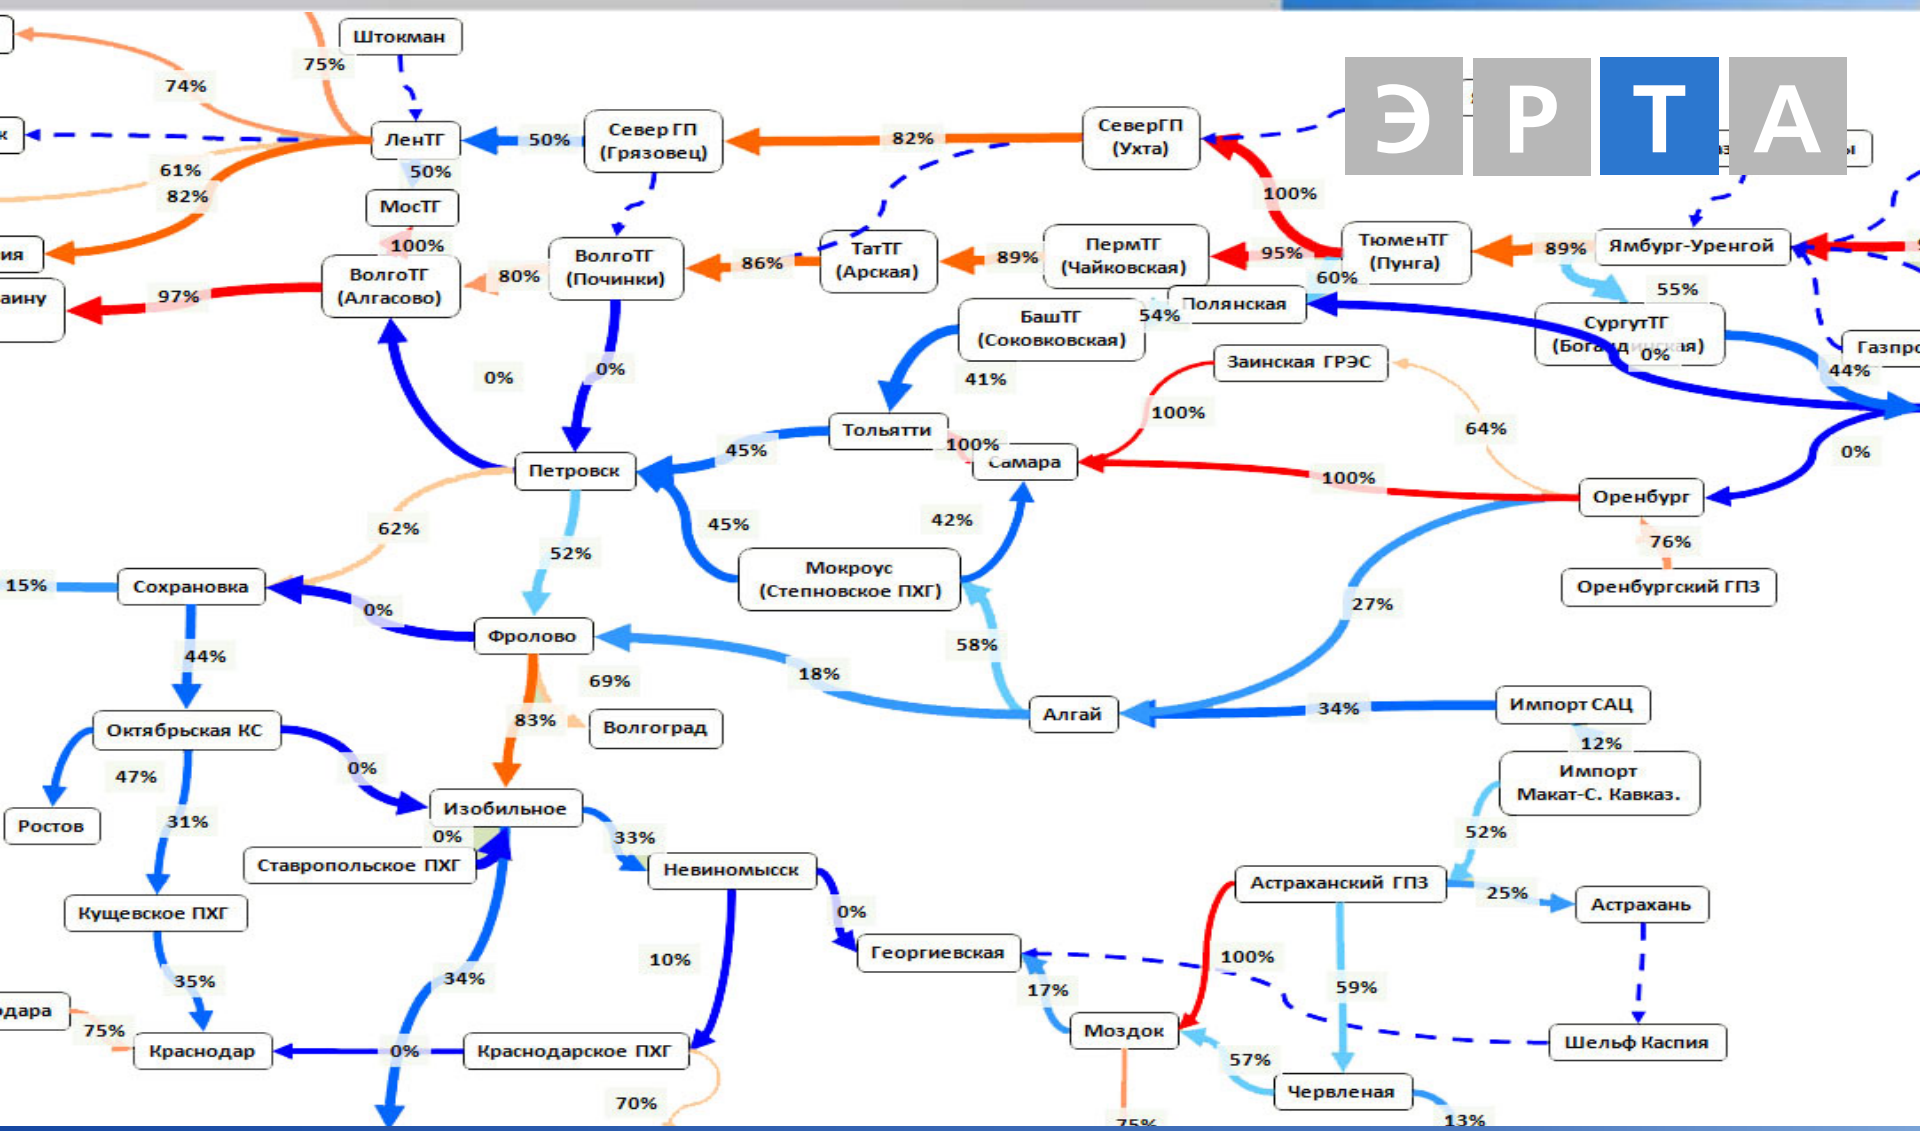 Штокман
75%
74%
ЭРТА
Север ГП
(Грязовец)
СеверГП
(Ухта)
ЛенТГ
50%
82%
61%
50%
82%
МосТГ
100%
100%
ВолгоТГ
(Алгасово)
80%
ВолгоТГ
(Починки)
86%
ТатТГ
(Арская)
89%
ПермТГ
(Чайковская)
95%
ТюменТГ
(Пунга)
89%
Ямбург-Уренгой
97%
60%
55%
Полянская
54%
БашТГ
(Соковковская)
СургутТГ
(Богандинская)
0%
44%
0%
0%
41%
Заинская ГРЭС
100%
64%
Тольятти
100%
Самара
45%
0%
Петровск
100%
Оренбург
62%
45%
42%
52%
76%
Мокроус
(Степновское ПХГ)
Оренбургский ГПЗ
15%
Сохрановка
0%
27%
Фролово
58%
44%
69%
18%
83%
Волгоград
Алгай
34%
Импорт САЦ
12%
Октябрьская КС
0%
47%
Импорт
Макат-С. Кавказ.
Ростов
31%
Изобильное
0%
33%
52%
Ставропольское ПХГ
Невиномысск
Астраханский ГПЗ
25%
Астрахань
Кущевское ПХГ
0%
10%
Георгиевская
100%
35%
34%
17%
59%
75%
Краснодар
0%
Краснодарское ПХГ
Моздок
Шельф Каспия
57%
70%
Червленая
75%
13%